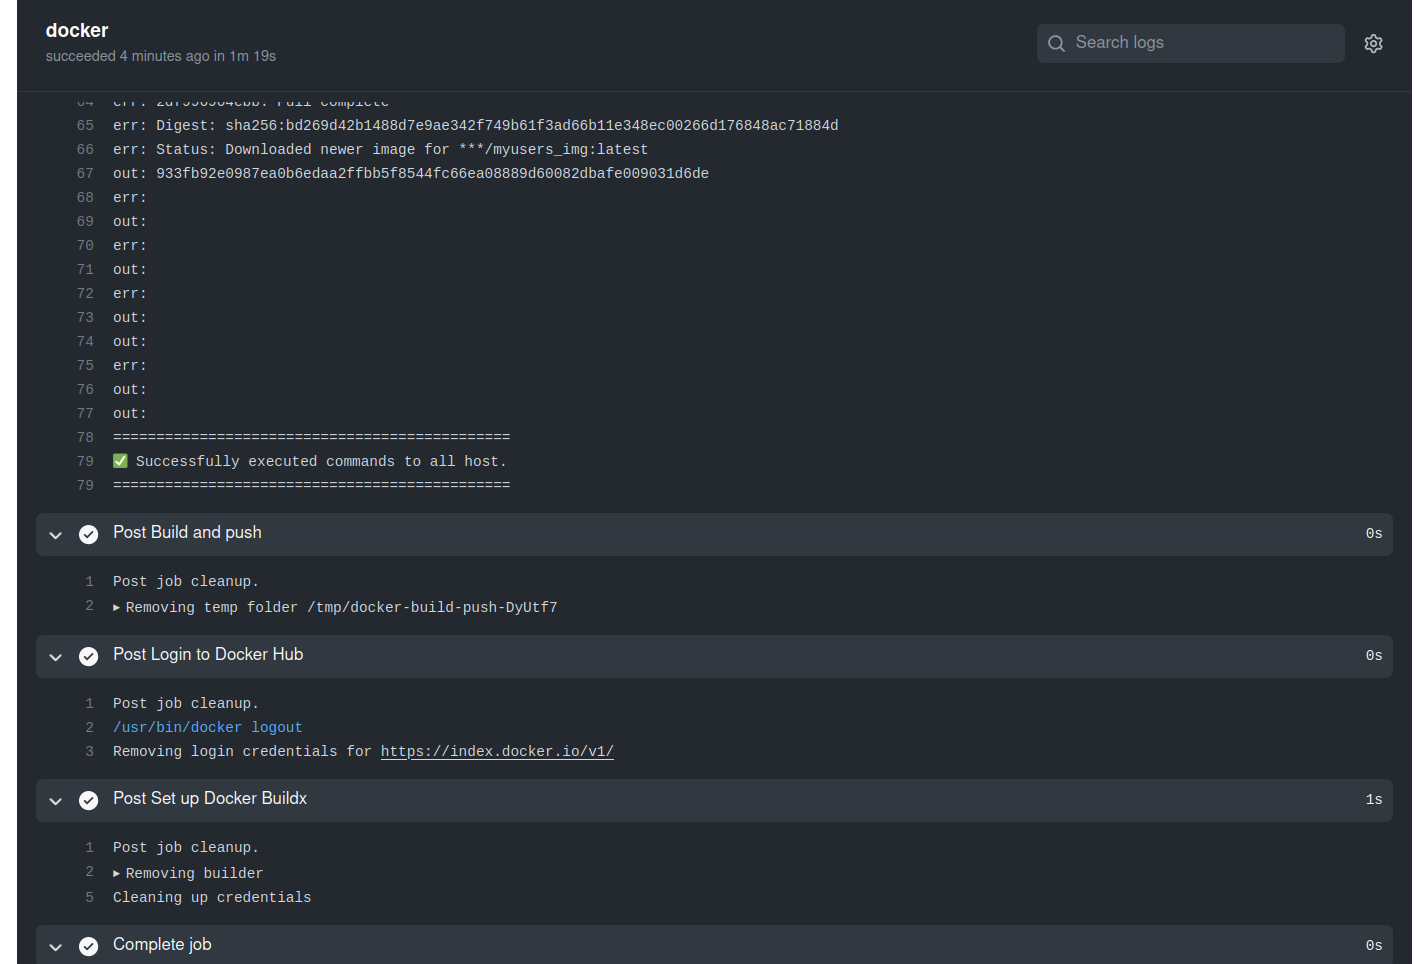 docker
succeeded 4 minutes ago in 1m 19s
Search logs
64 err: 2df990904ebb: Pull complete
65 err: Digest: sha256:bd269d42b1488d7e9ae342f749b61f3ad66b11e348ec00266d176848ac71884d
66 err: Status: Downloaded newer image for ***/myusers_img:latest
67 out: 933fb92e0987ea0b6edaa2ffbb5f8544fc66ea08889d60082dbafe009031d6de
68 err:
69 out:
70 err:
71 out:
72 err:
73 out:
74 out:
75 err:
76 out:
77 out:
78 ==============================================
79 ✅ Successfully executed commands to all host.
79 ==============================================
Post Build and push 0s
1 Post job cleanup.
2 ▶ Removing temp folder /tmp/docker-build-push-DyUtf7
Post Login to Docker Hub 0s
1 Post job cleanup.
2 /usr/bin/docker logout
3 Removing login credentials for https://index.docker.io/v1/
Post Set up Docker Buildx 1s
1 Post job cleanup.
2 ▶ Removing builder
5 Cleaning up credentials
Complete job 0s